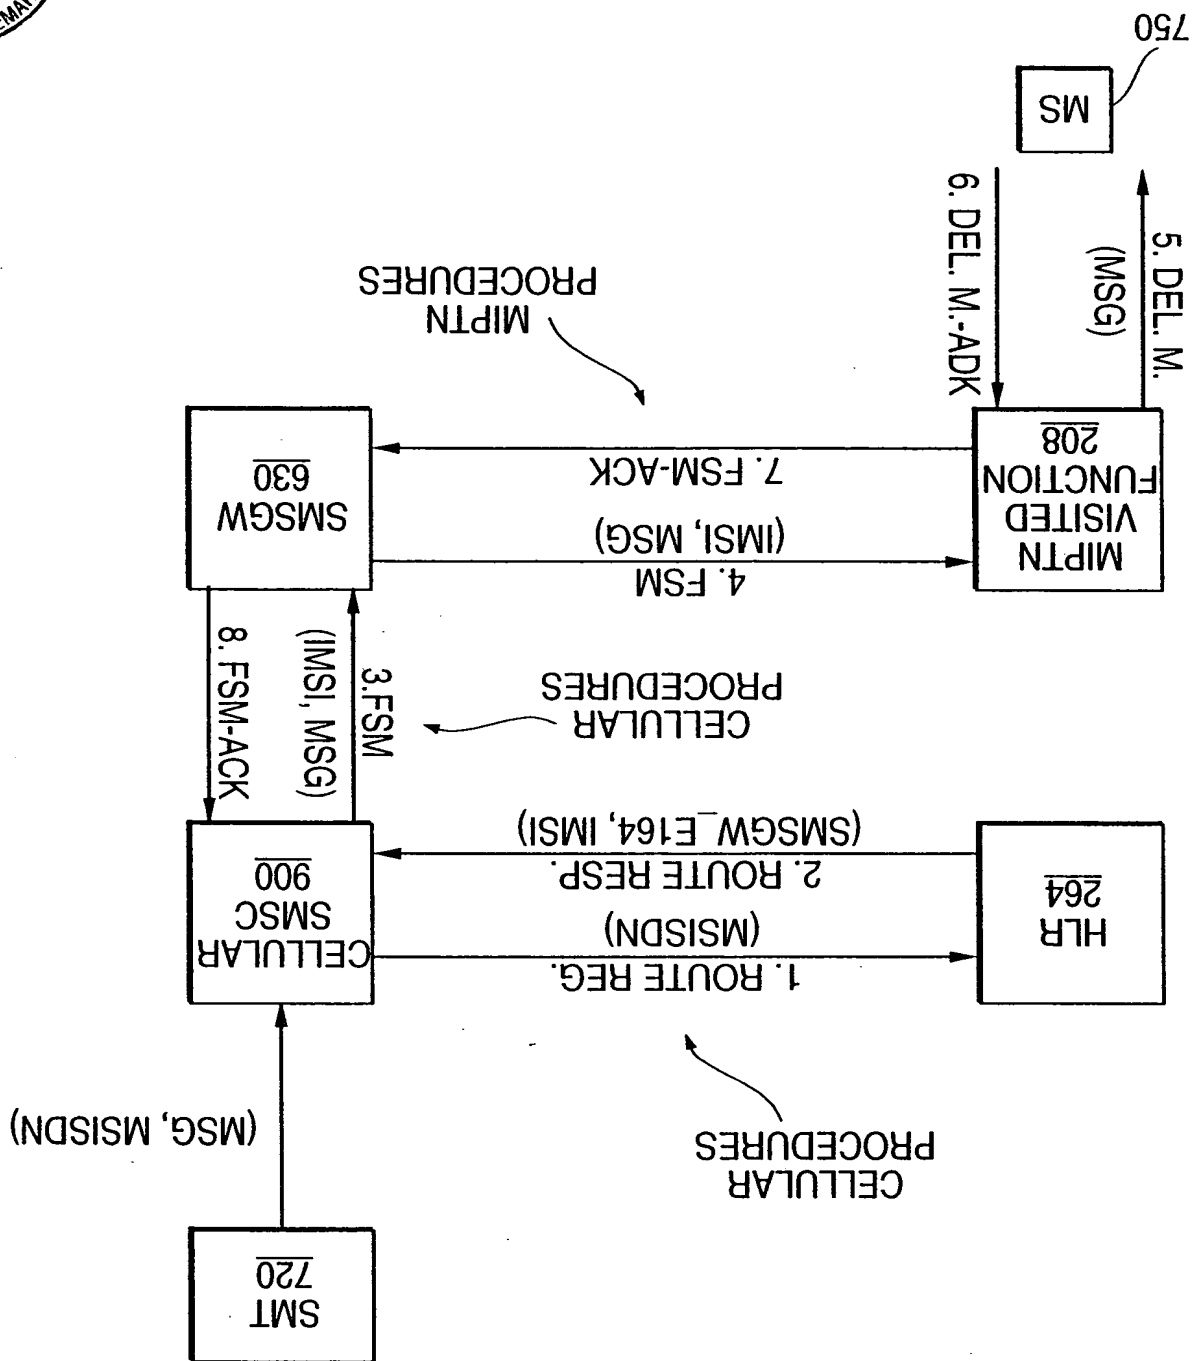 SMT
720
CELLULAR
PROCEDURES
(MSG, MSISDN)
HLR
264
1. ROUTE REG.
(MSISDN)
2. ROUTE RESP.
(SMSGW_E164, IMSI)
CELLULAR
SMSC
900
CELLULAR
PROCEDURES
3.FSM
(IMSI, MSG)
8. FSM-ACK
MIPTN
VISITED
FUNCTION
208
4. FSM
(IMSI, MSG)
7. FSM-ACK
SMSGW
630
MIPTN
PROCEDURES
5. DEL. M.
(MSG)
6. DEL. M.-ADK
MS
750